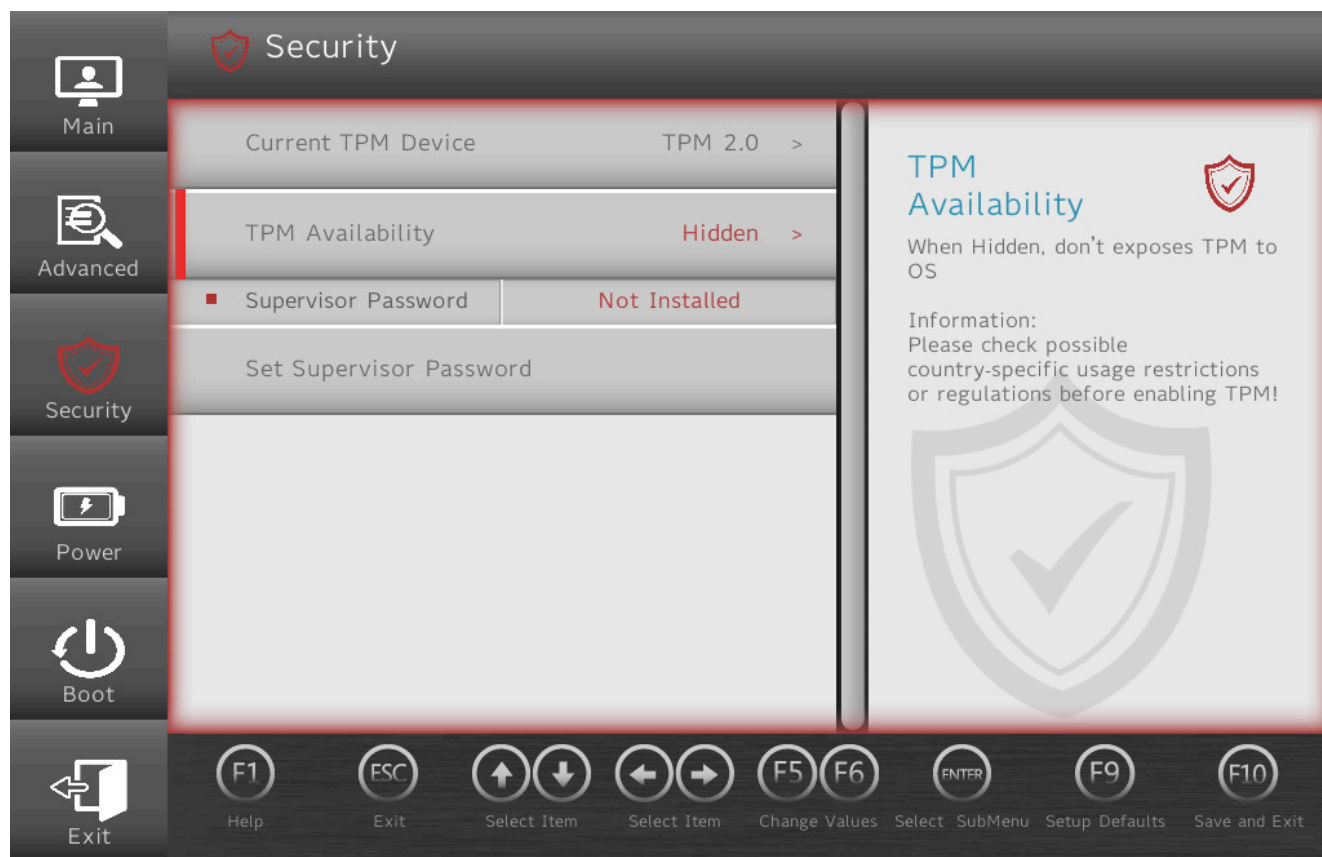 Security
Main
Advanced
Security
Power
Boot
Exit
Current TPM Device TPM 2.0 >
TPM Availability Hidden >
Supervisor Password Not Installed
Set Supervisor Password
TPM
Availability
When Hidden, don't exposes TPM to
OS
Information:
Please check possible
country-specific usage restrictions
or regulations before enabling TPM!
F1 ESC F5 F6 ENTER F9 F10
Help Exit Select Item Select Item Change Values Select SubMenu Setup Defaults Save and Exit